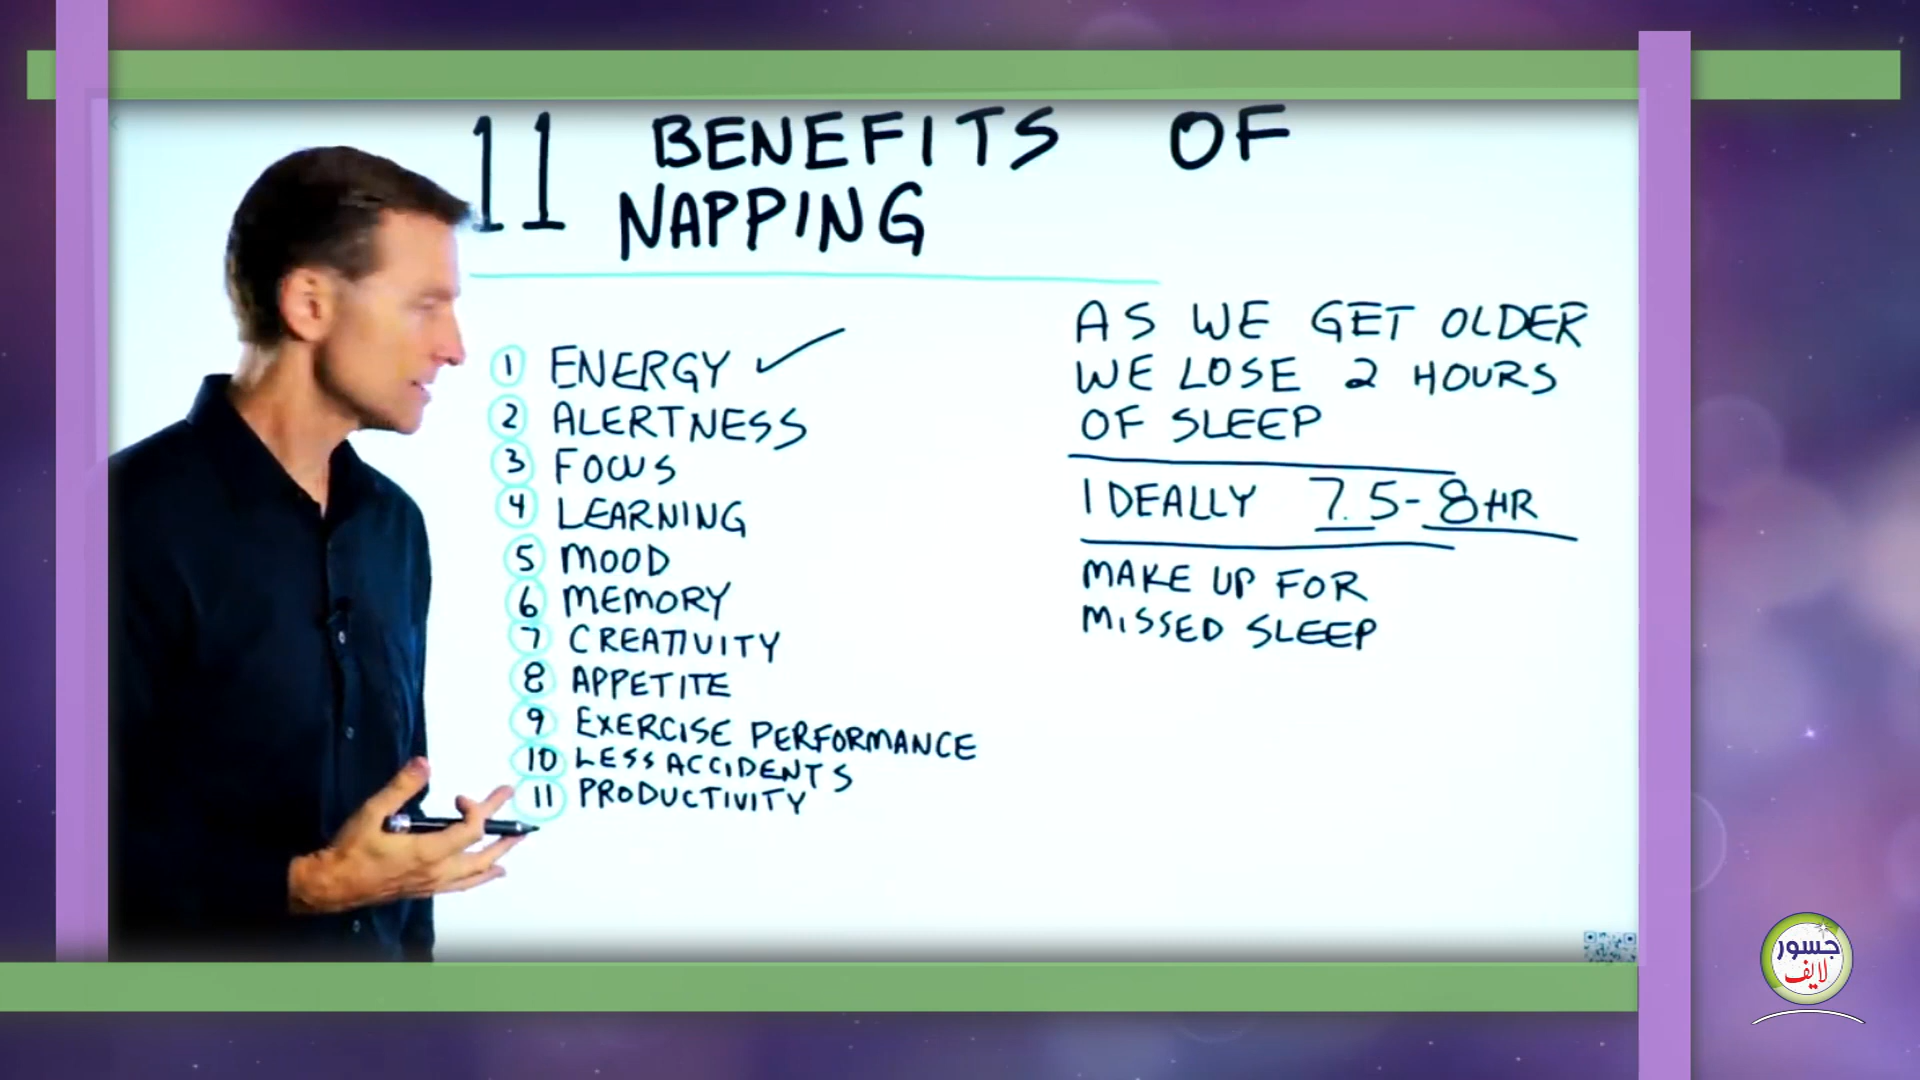 11 BENEFITS OF
NAPPING
1 ENERGY ✓
2 ALERTNESS
3 FOCUS
4 LEARNING
5 MOOD
6 MEMORY
7 CREATIVITY
8 APPETITE
9 EXERCISE PERFORMANCE
10 LESS ACCIDENTS
11 PRODUCTIVITY
AS WE GET OLDER
WE LOSE 2 HOURS
OF SLEEP
IDEALLY 7.5-8HR
MAKE UP FOR
MISSED SLEEP
جسور
لايف